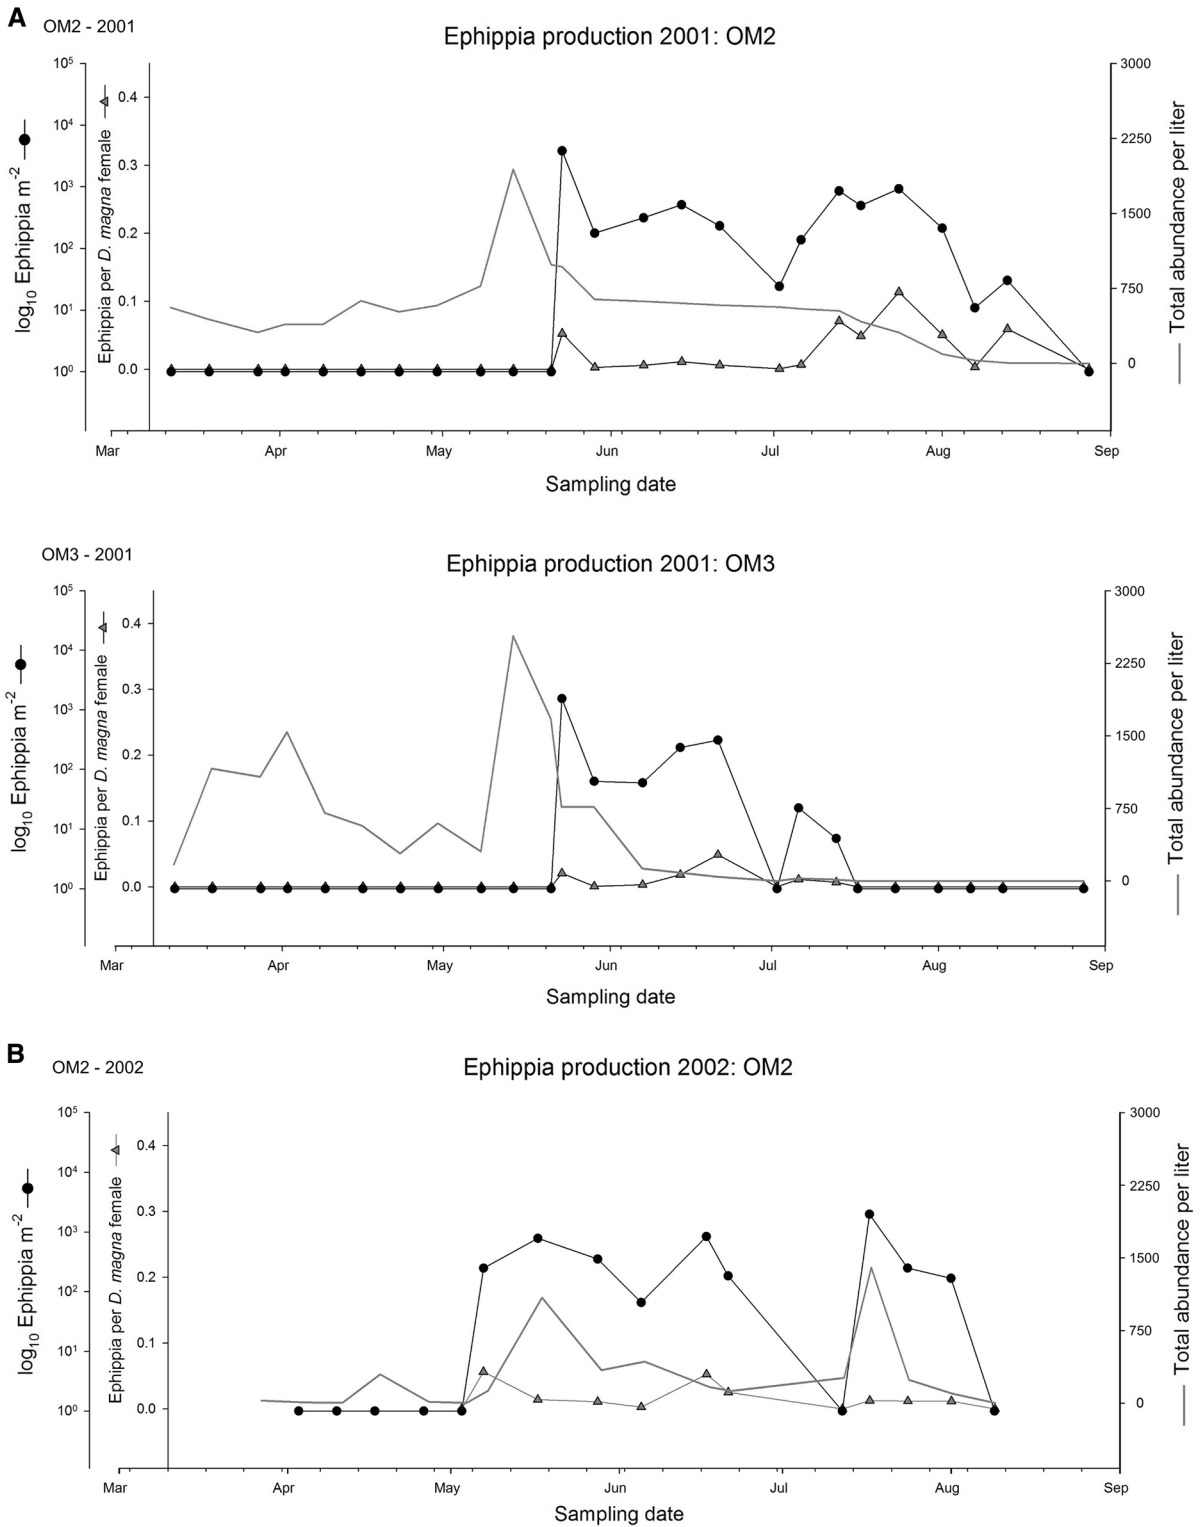 A
OM2 - 2001
Ephippia production 2001: OM2
log10 Ephippia m-2
10^5
10^4
10^3
10^2
10^1
10^0
Ephippia per D. magna female
0.4
0.3
0.2
0.1
0.0
3000
2250
1500
750
0
Total abundance per liter
Mar Apr May Jun Jul Aug Sep
Sampling date
OM3 - 2001
Ephippia production 2001: OM3
log10 Ephippia m-2
10^5
10^4
10^3
10^2
10^1
10^0
Ephippia per D. magna female
0.4
0.3
0.2
0.1
0.0
3000
2250
1500
750
0
Total abundance per liter
Mar Apr May Jun Jul Aug Sep
Sampling date
B
OM2 - 2002
Ephippia production 2002: OM2
log10 Ephippia m-2
10^5
10^4
10^3
10^2
10^1
10^0
Ephippia per D. magna female
0.4
0.3
0.2
0.1
0.0
3000
2250
1500
750
0
Total abundance per liter
Mar Apr May Jun Jul Aug Sep
Sampling date